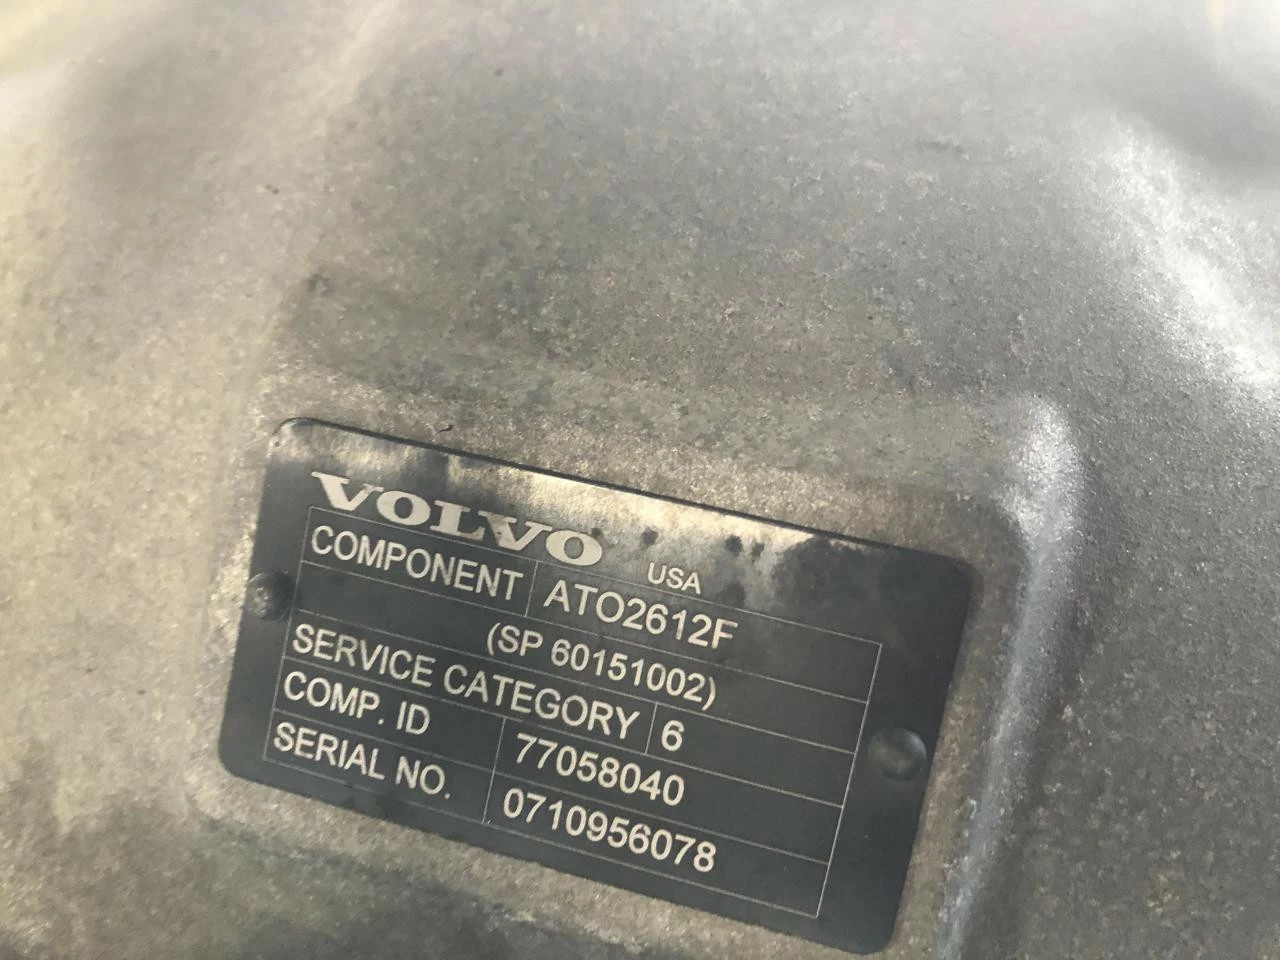 VOLVO USA
COMPONENT ATO2612F
(SP 60151002)
SERVICE CATEGORY 6
COMP. ID 77058040
SERIAL NO. 0710956078